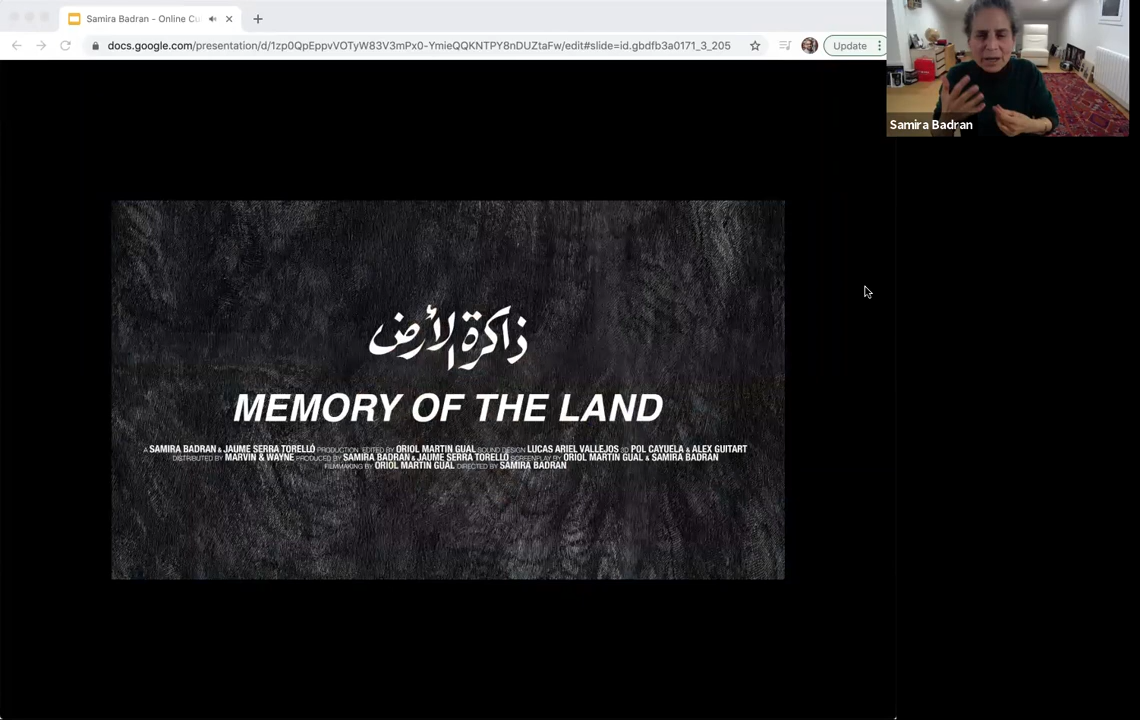 Samira Badran - Online Cu
docs.google.com/presentation/d/1zp0QpEppvVOTyW83V3mPx0-YmieQQKNTPY8nDUZtaFw/edit#slide=id.gbdfb3a0171_3_205
Update
Samira Badran
ذاكرة الأرض
MEMORY OF THE LAND
A SAMIRA BADRAN & JAUME SERRA TORELLÓ PRODUCTION EDITED BY ORIOL MARTIN GUAL SOUND DESIGN LUCAS ARIEL VALLEJOS 3D POL CAYUELA & ALEX GUITART
DISTRIBUTED BY MARVIN & WAYNE PRODUCED BY SAMIRA BADRAN & JAUME SERRA TORELLÓ SCREENPLAY BY ORIOL MARTIN GUAL & SAMIRA BADRAN
FILMMAKING BY ORIOL MARTIN GUAL DIRECTED BY SAMIRA BADRAN